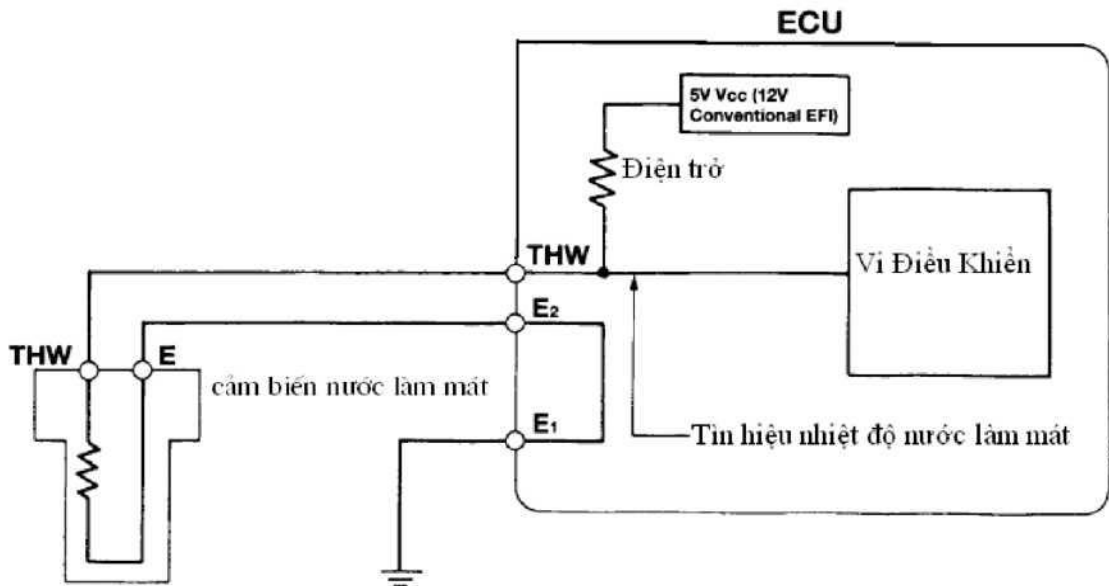 ECU
5V Vcc (12V
Conventional EFI)
Điện trở
THW
Vi Điều Khiển
E2
THW
E
cảm biến nước làm mát
E1
Tín hiệu nhiệt độ nước làm mát